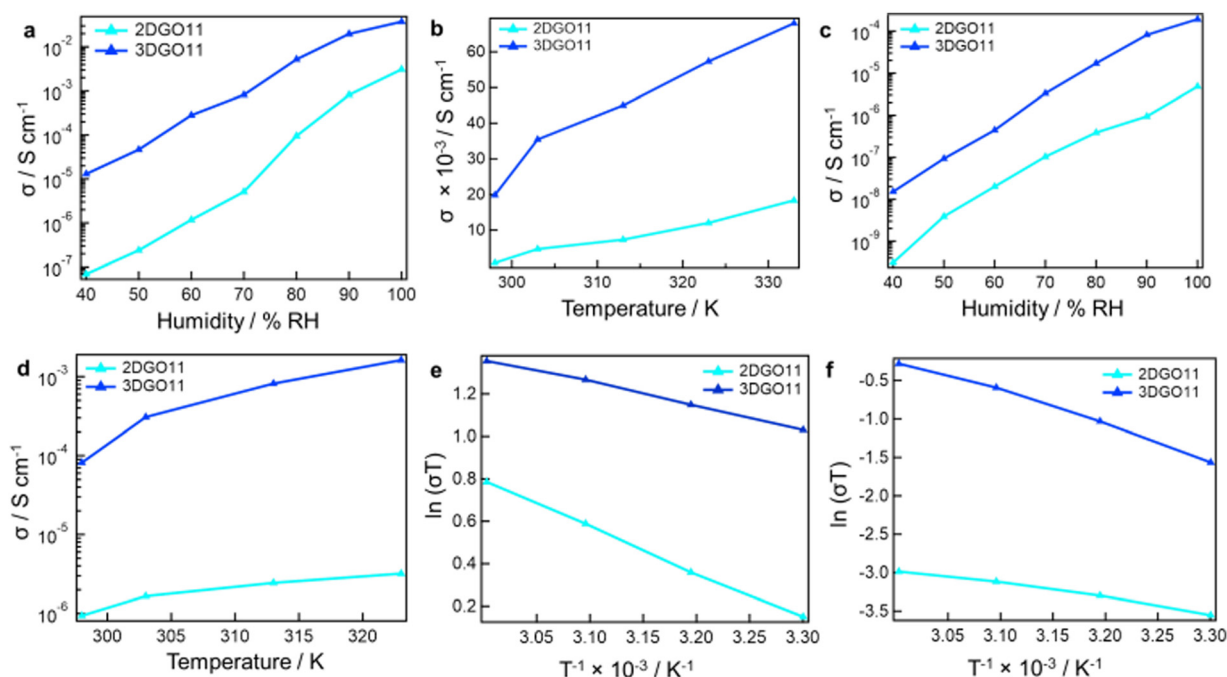 a
2DGO11
3DGO11
10⁻²
10⁻³
10⁻⁴
10⁻⁵
10⁻⁶
10⁻⁷
σ / S cm⁻¹
40 50 60 70 80 90 100
Humidity / % RH
b
2DGO11
3DGO11
60
50
40
30
20
10
σ × 10⁻³ / S cm⁻¹
300 310 320 330
Temperature / K
c
2DGO11
3DGO11
10⁻⁴
10⁻⁵
10⁻⁶
10⁻⁷
10⁻⁸
10⁻⁹
σ / S cm⁻¹
40 50 60 70 80 90 100
Humidity / % RH
d
2DGO11
3DGO11
10⁻³
10⁻⁴
10⁻⁵
10⁻⁶
σ / S cm⁻¹
300 305 310 315 320
Temperature / K
e
2DGO11
3DGO11
1.2
1.0
0.8
0.6
0.4
0.2
ln (σT)
3.05 3.10 3.15 3.20 3.25 3.30
T⁻¹ × 10⁻³ / K⁻¹
f
2DGO11
3DGO11
-0.5
-1.0
-1.5
-2.0
-2.5
-3.0
-3.5
ln (σT)
3.05 3.10 3.15 3.20 3.25 3.30
T⁻¹ × 10⁻³ / K⁻¹